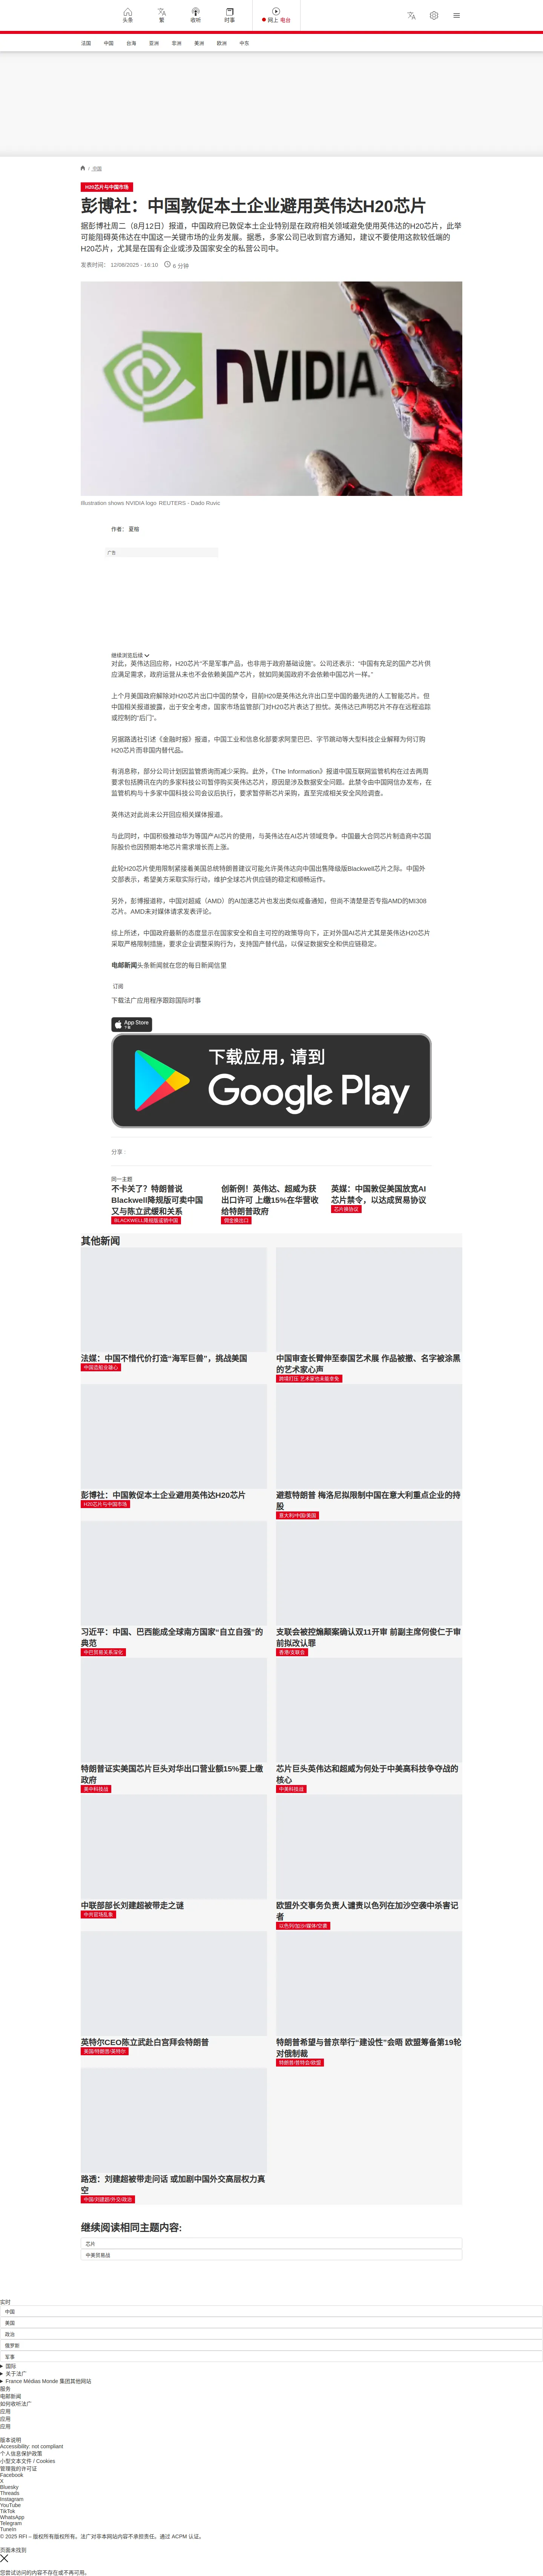 头条
繁
收听
时事
网上 电台
法国
中国
台湾
亚洲
非洲
美洲
欧洲
中东
/ 中国
H20芯片与中国市场
彭博社：中国敦促本土企业避用英伟达H20芯片
据彭博社周二（8月12日）报道，中国政府已敦促本土企业特别是在政府相关领域避免使用英伟达的H20芯片，此举
可能阻碍英伟达在中国这一关键市场的业务发展。据悉，多家公司已收到官方通知，建议不要使用这款较低端的
H20芯片，尤其是在国有企业或涉及国家安全的私营公司中。
发表时间： 12/08/2025 - 16:10 6 分钟
NVIDIA
Illustration shows NVIDIA logo REUTERS - Dado Ruvic
作者： 夏榕
广告
继续浏览后续
对此，英伟达回应称，H20芯片“不是军事产品，也非用于政府基础设施”。公司还表示：“中国有充足的国产芯片供
应满足需求，政府运营从未也不会依赖美国产芯片，就如同美国政府不会依赖中国芯片一样。”
上个月美国政府解除对H20芯片出口中国的禁令，目前H20是英伟达允许出口至中国的最先进的人工智能芯片。但
中国相关报道披露，出于安全考虑，国家市场监管部门对H20芯片表达了担忧。英伟达已声明芯片不存在远程追踪
或控制的“后门”。
另据路透社引述《金融时报》报道，中国工业和信息化部要求阿里巴巴、字节跳动等大型科技企业解释为何订购
H20芯片而非国内替代品。
有消息称，部分公司计划因监管质询而减少采购。此外，《The Information》报道中国互联网监管机构在过去两周
要求包括腾讯在内的多家科技公司暂停购买英伟达芯片，原因是涉及数据安全问题。此禁令由中国网信办发布，在
监管机构与十多家中国科技公司会议后执行，要求暂停新芯片采购，直至完成相关安全风险调查。
英伟达对此尚未公开回应相关媒体报道。
与此同时，中国积极推动华为等国产AI芯片的使用，与英伟达在AI芯片领域竞争。中国最大合同芯片制造商中芯国
际股价也因预期本地芯片需求增长而上涨。
此轮H20芯片使用限制紧接着美国总统特朗普建议可能允许英伟达向中国出售降级版Blackwell芯片之际。中国外
交部表示，希望美方采取实际行动，维护全球芯片供应链的稳定和顺畅运作。
另外，彭博报道称，中国对超威（AMD）的AI加速芯片也发出类似戒备通知，但尚不清楚是否专指AMD的MI308
芯片。AMD未对媒体请求发表评论。
综上所述，中国政府最新的态度显示在国家安全和自主可控的政策导向下，正对外国AI芯片尤其是英伟达H20芯片
采取严格限制措施，要求企业调整采购行为，支持国产替代品，以保证数据安全和供应链稳定。
电邮新闻头条新闻就在您的每日新闻信里
订阅
下载法广应用程序跟踪国际时事
App Store
下载应用，请到
Google Play
分享 :
同一主题
不卡关了？特朗普说
Blackwell降规版可卖中国
又与陈立武缓和关系
BLACKWELL降规版或销中国
创新例！英伟达、超威为获
出口许可 上缴15%在华营收
给特朗普政府
佣金换出口
英媒：中国敦促美国放宽AI
芯片禁令，以达成贸易协议
芯片换协议
其他新闻
法媒：中国不惜代价打造“海军巨兽”，挑战美国
中国造船业雄心
中国审查长臂伸至泰国艺术展 作品被撤、名字被涂黑
的艺术家心声
跨境打压 艺术家也未能幸免
彭博社：中国敦促本土企业避用英伟达H20芯片
H20芯片与中国市场
避惹特朗普 梅洛尼拟限制中国在意大利重点企业的持
股
意大利/中国/美国
习近平：中国、巴西能成全球南方国家“自立自强”的
典范
中巴贸易关系深化
支联会被控煽颠案确认双11开审 前副主席何俊仁于审
前拟改认罪
香港/支联会
特朗普证实美国芯片巨头对华出口营业额15%要上缴
政府
美中科技战
芯片巨头英伟达和超威为何处于中美高科技争夺战的
核心
中美科技战
中联部部长刘建超被带走之谜
中共官场乱象
欧盟外交事务负责人谴责以色列在加沙空袭中杀害记
者
以色列/加沙/媒体/空袭
英特尔CEO陈立武赴白宫拜会特朗普
美国/特朗普/英特尔
特朗普希望与普京举行“建设性”会晤 欧盟筹备第19轮
对俄制裁
特朗普/普特会/欧盟
路透：刘建超被带走问话 或加剧中国外交高层权力真
空
中国/刘建超/外交/政治
继续阅读相同主题内容:
芯片
中美贸易战
实时
中国
美国
政治
俄罗斯
军事
国际
关于法广
France Médias Monde 集团其他网站
服务
电邮新闻
如何收听法广
应用
应用
应用
版本说明
Accessibility: not compliant
个人信息保护政策
小型文本文件 / Cookies
管理我的许可证
Facebook
X
Bluesky
Threads
Instagram
YouTube
TikTok
WhatsApp
Telegram
TuneIn
© 2025 RFI – 版权所有版权所有。法广对非本网站内容不承担责任。通过 ACPM 认证。
页面未找到
您尝试访问的内容不存在或不再可用。